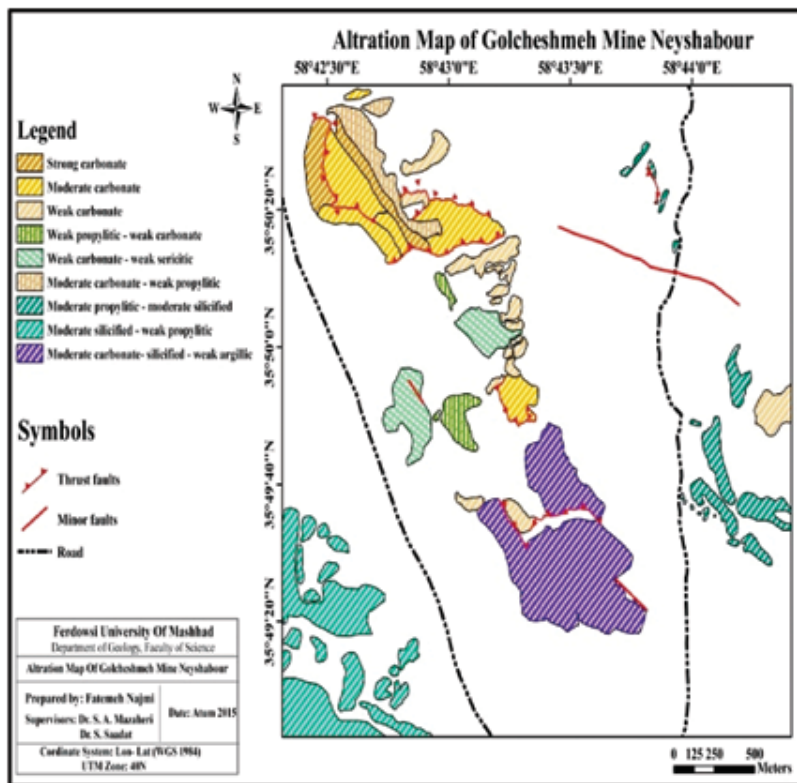 Altration Map of Golcheshmeh Mine Neyshabour
58°42'30"E 58°43'0"E 58°43'30"E 58°44'0"E
N
W E
S
Legend
Strong carbonate
Moderate carbonate
Weak carbonate
Weak propylitic - weak carbonate
Weak carbonate - weak sericitic
Moderate carbonate - weak propylitic
Moderate propylitic - moderate silicified
Moderate silicified - weak propylitic
Moderate carbonate- silicified - weak argillic
35°50'20"N
35°50'0"N
35°49'40"N
35°49'20"N
Symbols
Thrust faults
Minor faults
Road
Ferdowsi University Of Mashhad
Department of Geology, Faculty of Science
Altration Map Of Golcheshmeh Mine Neyshabour
Prepared by: Fatemeh Najmi
Supervisors: Dr. S. A. Mazaheri
Dr. S. Saadat
Date: Atum 2015
Cordinate System: Lon- Lat (WGS 1984)
UTM Zone: 40N
0 125 250 500
Meters